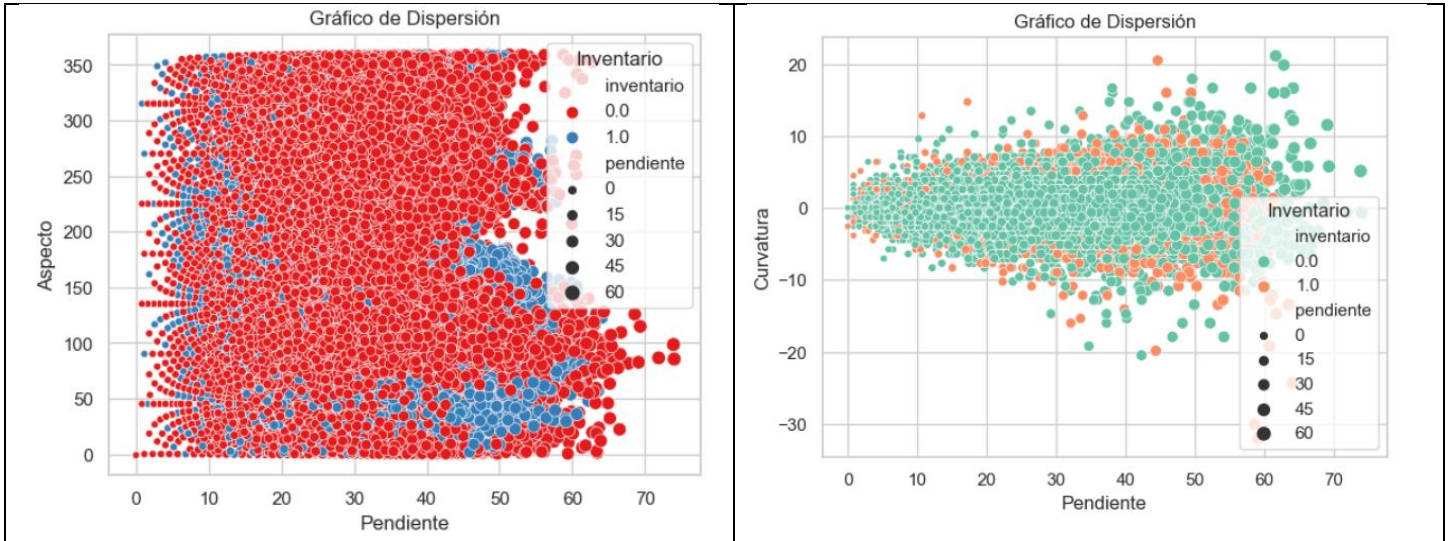 Gráfico de Dispersión
350
300
250
200
150
100
50
0
Aspecto
0 10 20 30 40 50 60 70
Pendiente
Inventario
inventario
0.0
1.0
pendiente
0
15
30
45
60
Gráfico de Dispersión
20
10
0
−10
−20
−30
Curvatura
0 10 20 30 40 50 60 70
Pendiente
Inventario
inventario
0.0
1.0
pendiente
0
15
30
45
60